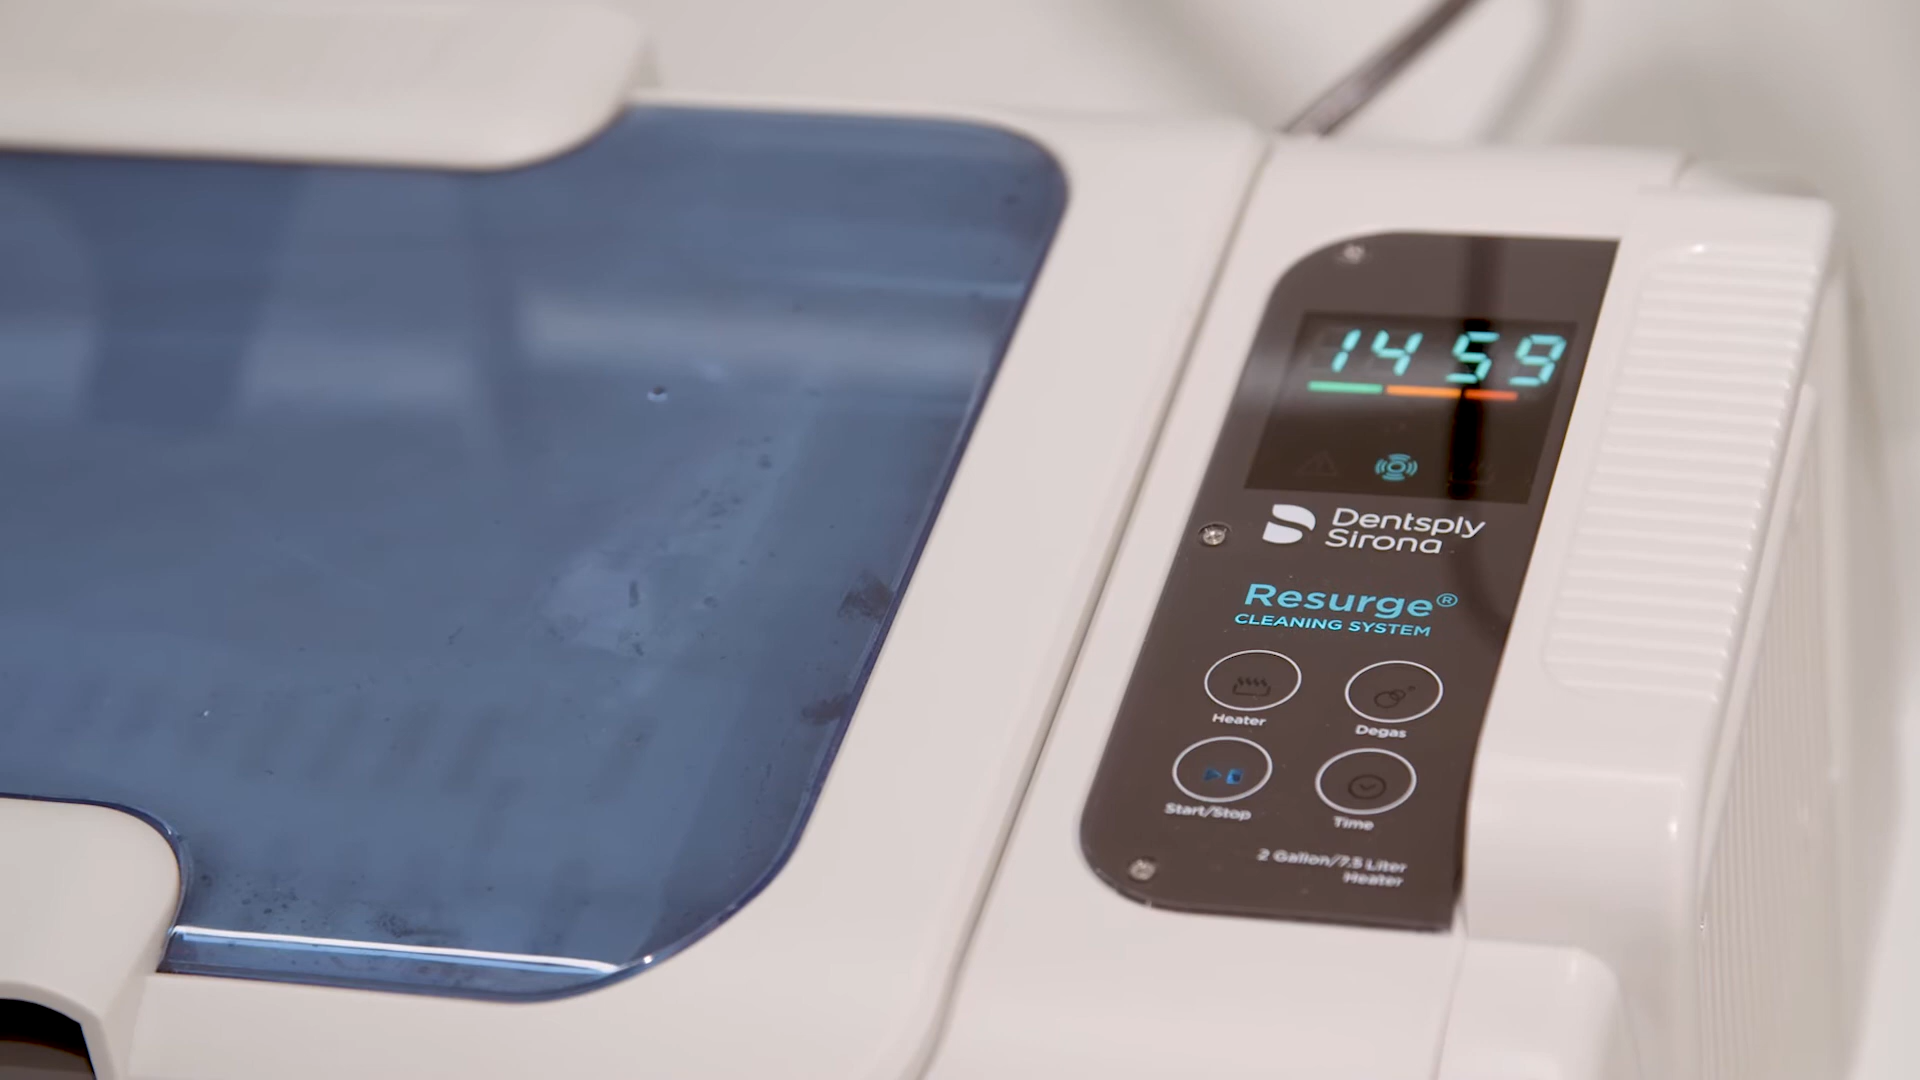 14 59
Dentsply
Sirona
Resurge®
CLEANING SYSTEM
Heater
Degas
Start/Stop
Time
2 Gallon/7.5 Liter
Heater